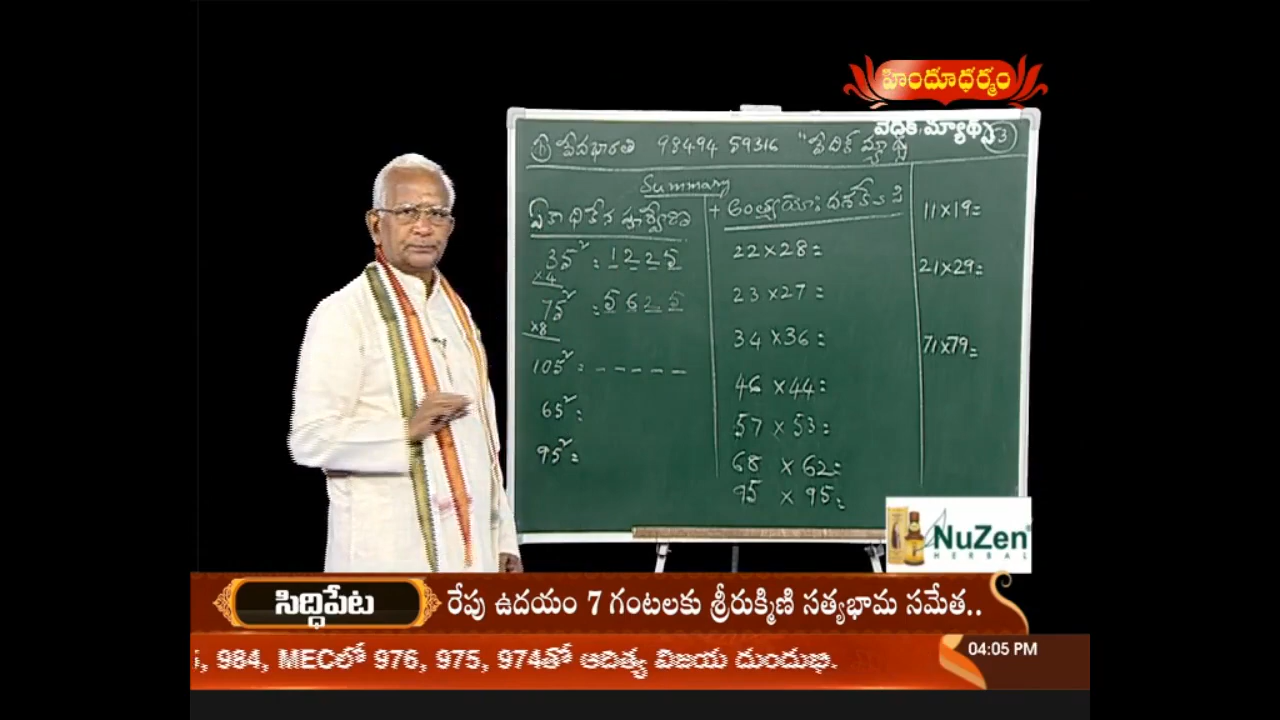 హిందూధర్మం
వేదిక్ మ్యాథ్స్
① వేదభారతి 98494 59316 "వేదిక్ మ్యాథ్స్ ③
Summary
ఏకాధికేన పూర్వేణ
+ అంత్యయోః దశకేపి
35² = 1 2 2 5
×4
75² = 5 6 2 5
×8
105² = - - - - -
65² =
95² =
22×28=
23×27=
34×36=
46×44=
57×53=
68×62=
95×95=
11×19=
21×29=
71×79=
NuZen
HERBAL
సిద్దిపేట రేపు ఉదయం 7 గంటలకు శ్రీరుక్మిణి సత్యభామ సమేత..
, 984, MECలో 976, 975, 974తో ఆదిత్య విజయ దుందుభి.
04:05 PM